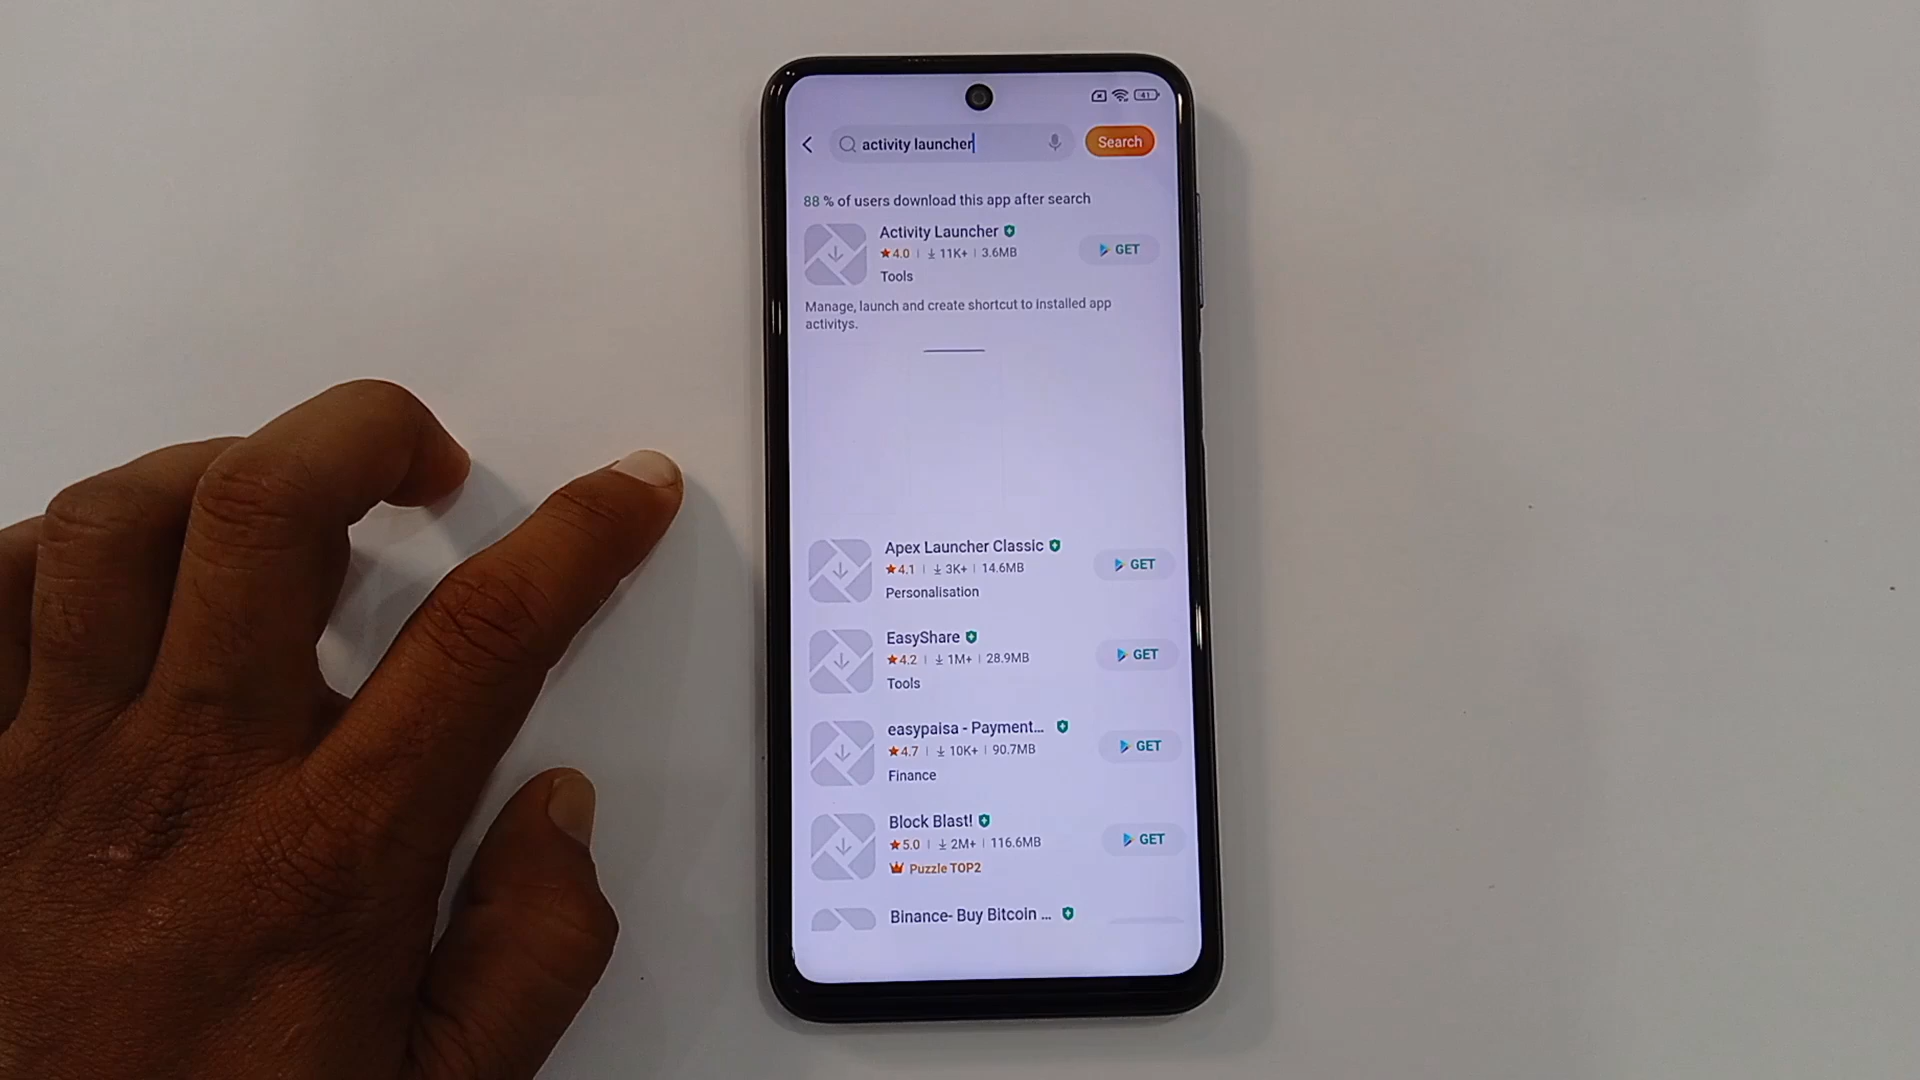 41
activity launcher
Search
88 % of users download this app after search
Activity Launcher
4.0 | 11K+ | 3.6MB
GET
Tools
Manage, launch and create shortcut to installed app
activitys.
Apex Launcher Classic
4.1 | 3K+ | 14.6MB
GET
Personalisation
EasyShare
4.2 | 1M+ | 28.9MB
GET
Tools
easypaisa - Payment...
4.7 | 10K+ | 90.7MB
GET
Finance
Block Blast!
5.0 | 2M+ | 116.6MB
GET
Puzzle TOP2
Binance- Buy Bitcoin ...